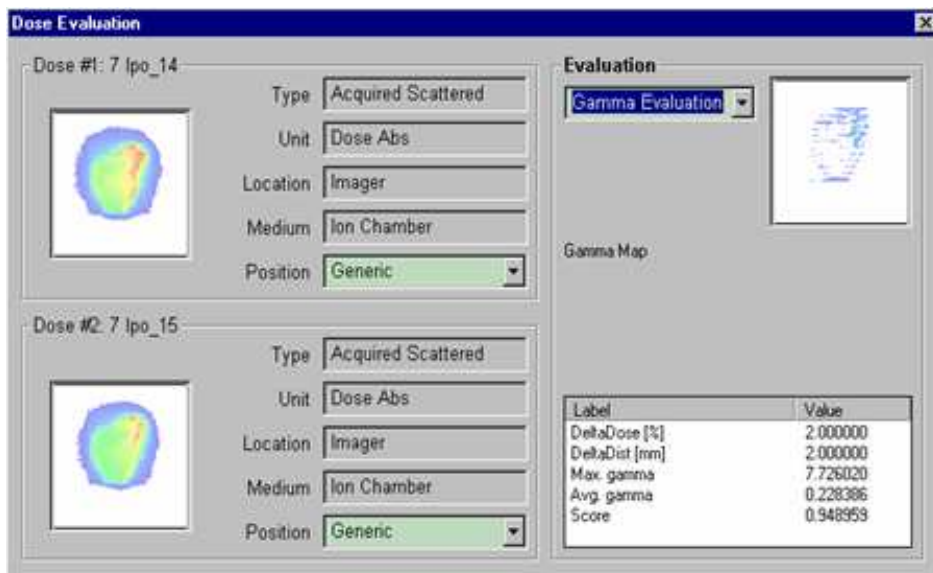 Dose Evaluation
Dose #1: 7 lpo_14
Type Acquired Scattered
Unit Dose Abs
Location Imager
Medium Ion Chamber
Position Generic
Dose #2: 7 lpo_15
Type Acquired Scattered
Unit Dose Abs
Location Imager
Medium Ion Chamber
Position Generic
Evaluation
Gamma Evaluation
Gamma Map
Label Value
DeltaDose [%] 2.000000
DeltaDist [mm] 2.000000
Max. gamma 7.726020
Avg. gamma 0.228386
Score 0.948959